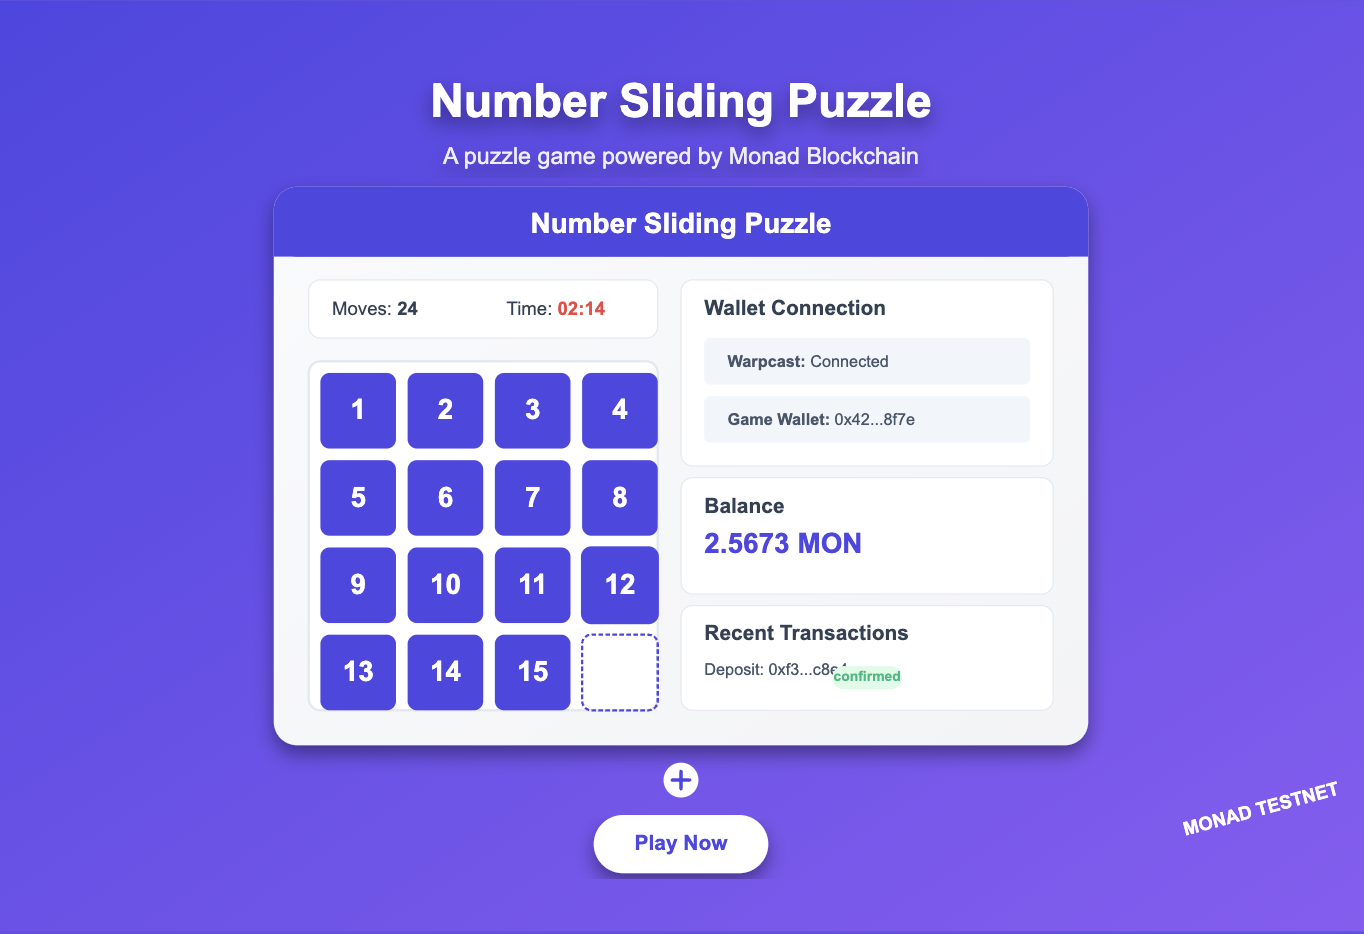 Number Sliding Puzzle
A puzzle game powered by Monad Blockchain
Number Sliding Puzzle
Moves: 24
Time: 02:14
1 2 3 4
5 6 7 8
9 10 11 12
13 14 15
Wallet Connection
Warpcast: Connected
Game Wallet: 0x42...8f7e
Balance
2.5673 MON
Recent Transactions
Deposit: 0xf3...c8e4
confirmed
Play Now
MONAD TESTNET